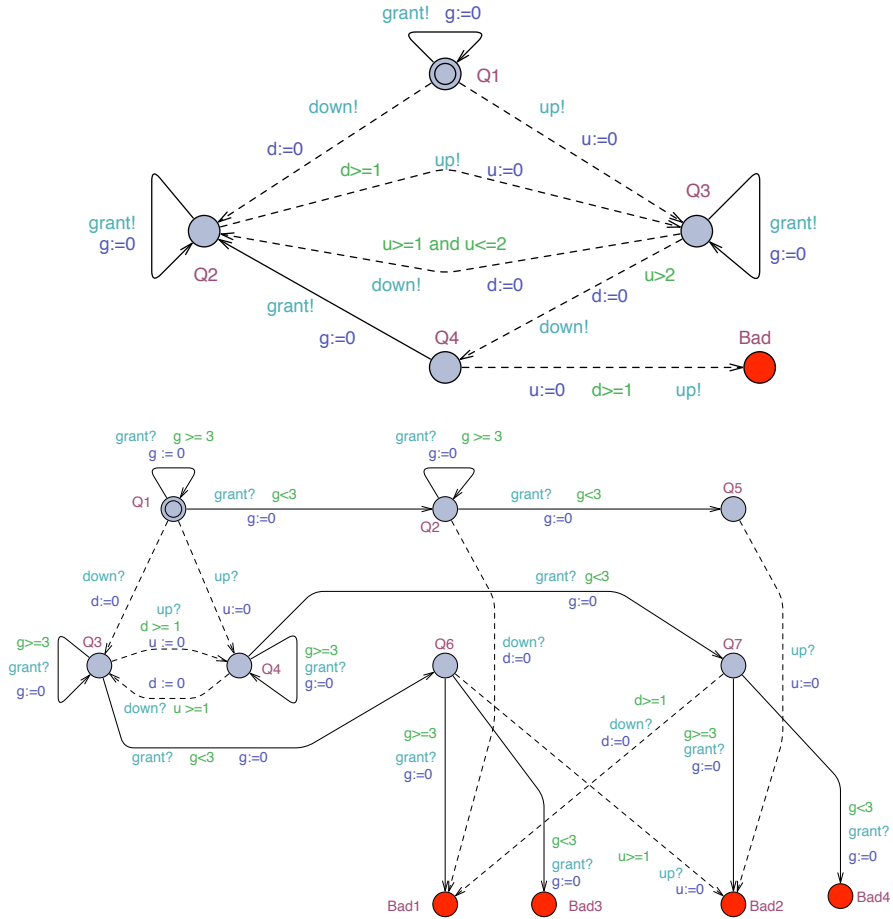 grant! g:=0
Q1
down! up!
d:=0 u:=0
d>=1 up! u:=0
Q3
grant! grant!
g:=0 g:=0
u>=1 and u<=2
Q2
down! d:=0 u>2
grant! d:=0
g:=0 Q4 down! Bad
u:=0 d>=1 up!
grant? g >= 3 grant? g >= 3
g := 0 g:=0
Q1 grant? g<3 grant? g<3 Q5
g:=0 Q2 g:=0
down? up? grant? g<3
d:=0 u:=0 g:=0
up?
d >= 1
u := 0
g>=3 Q3 g>=3 Q6 down? Q7 up?
grant? Q4 grant? d:=0
g:=0 d := 0 g:=0 u:=0
down? u >=1 d>=1
grant? g<3 g:=0 g>=3 down? g>=3
grant? d:=0 grant?
g:=0 g:=0
g<3 u>=1 g<3
grant? up? grant?
g:=0 u:=0 g:=0
Bad1 Bad3 Bad2 Bad4